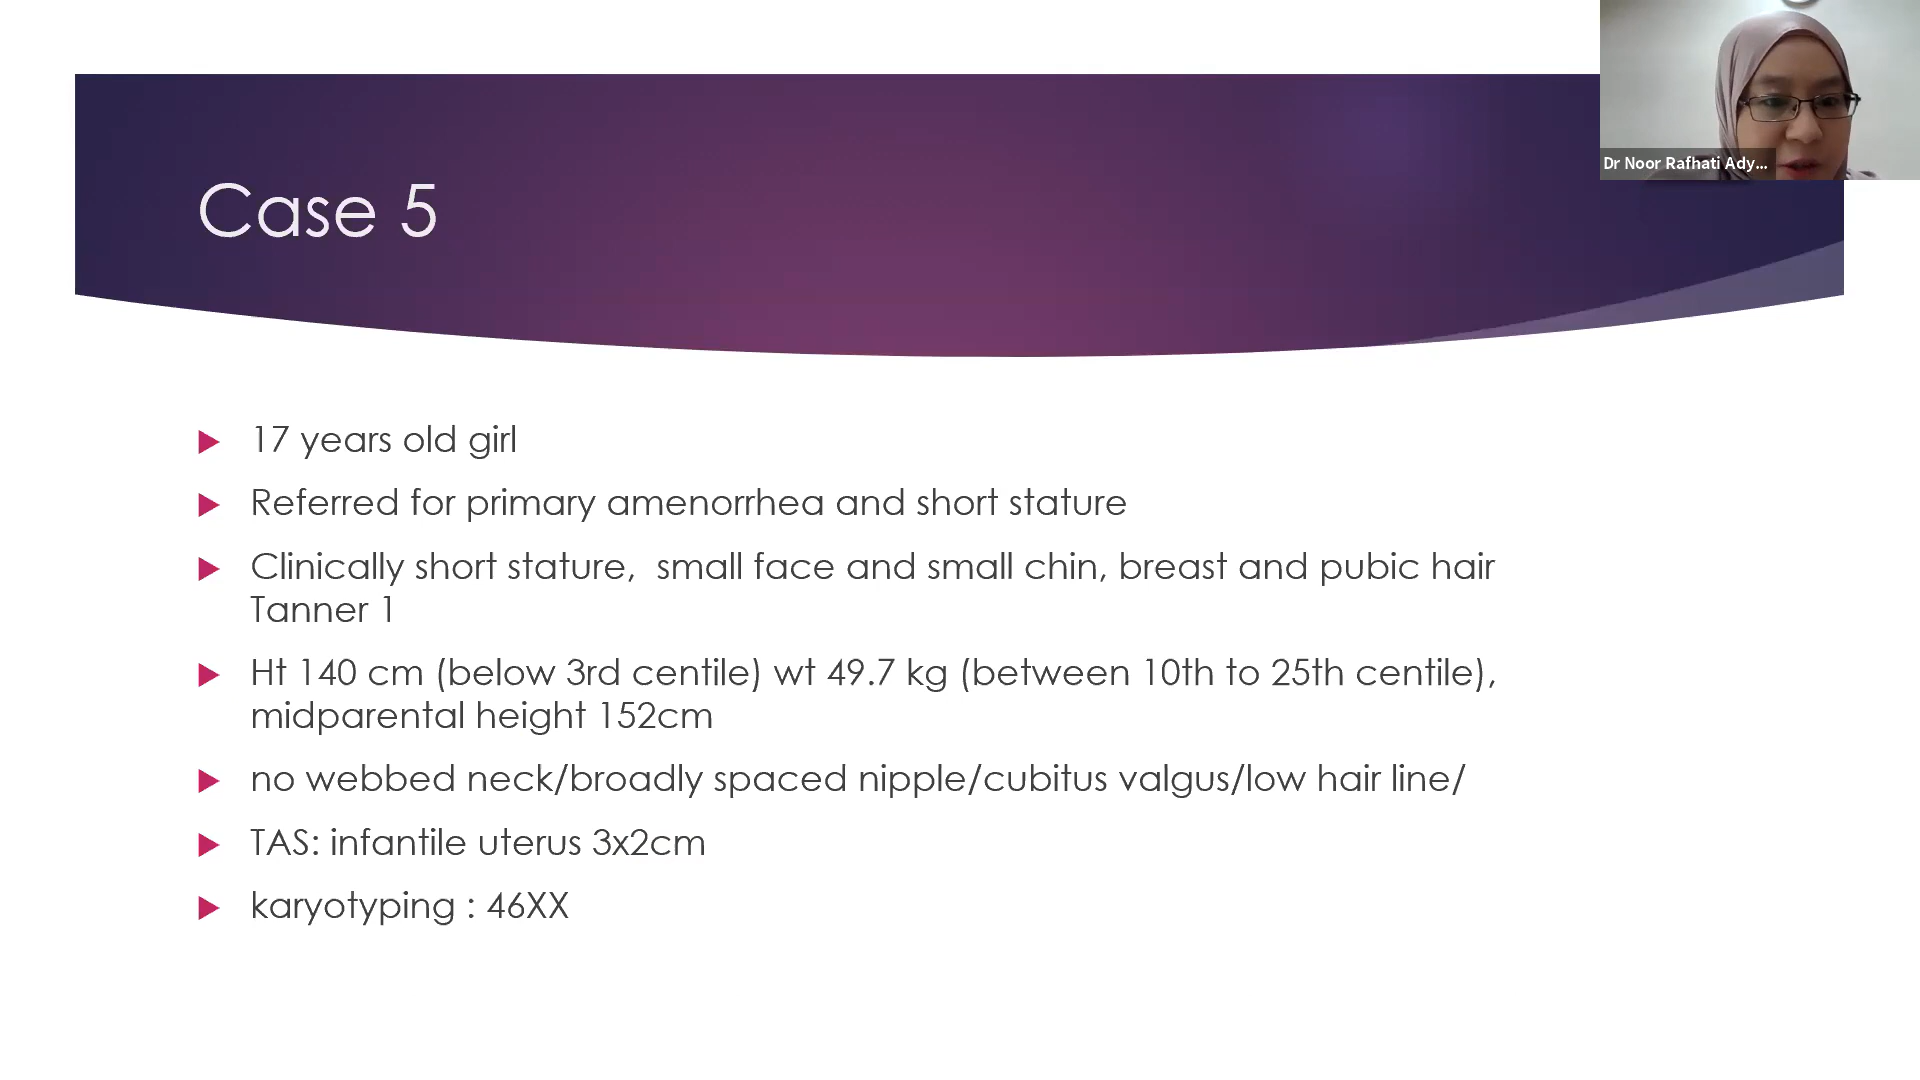 Dr Noor Rafhati Ady...
Case 5
17 years old girl
Referred for primary amenorrhea and short stature
Clinically short stature,  small face and small chin, breast and pubic hair
Tanner 1
Ht 140 cm (below 3rd centile) wt 49.7 kg (between 10th to 25th centile),
midparental height 152cm
no webbed neck/broadly spaced nipple/cubitus valgus/low hair line/
TAS: infantile uterus 3x2cm
karyotyping : 46XX